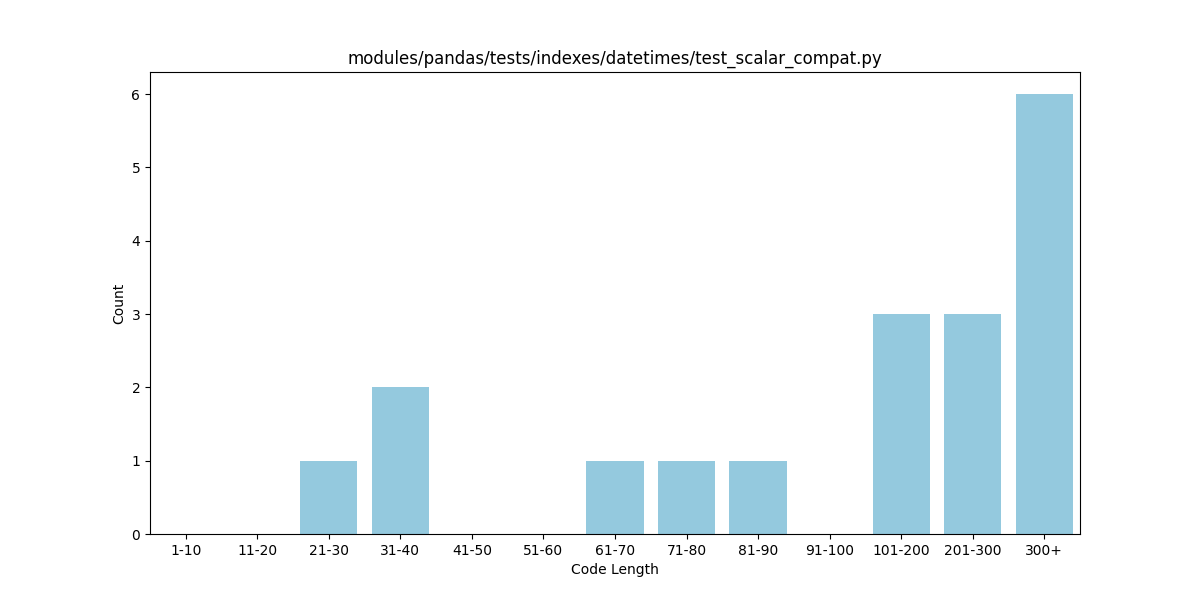 modules/pandas/tests/indexes/datetimes/test_scalar_compat.py
6
5
4
3
2
1
0
Count
1-10 11-20 21-30 31-40 41-50 51-60 61-70 71-80 81-90 91-100 101-200 201-300 300+
Code Length